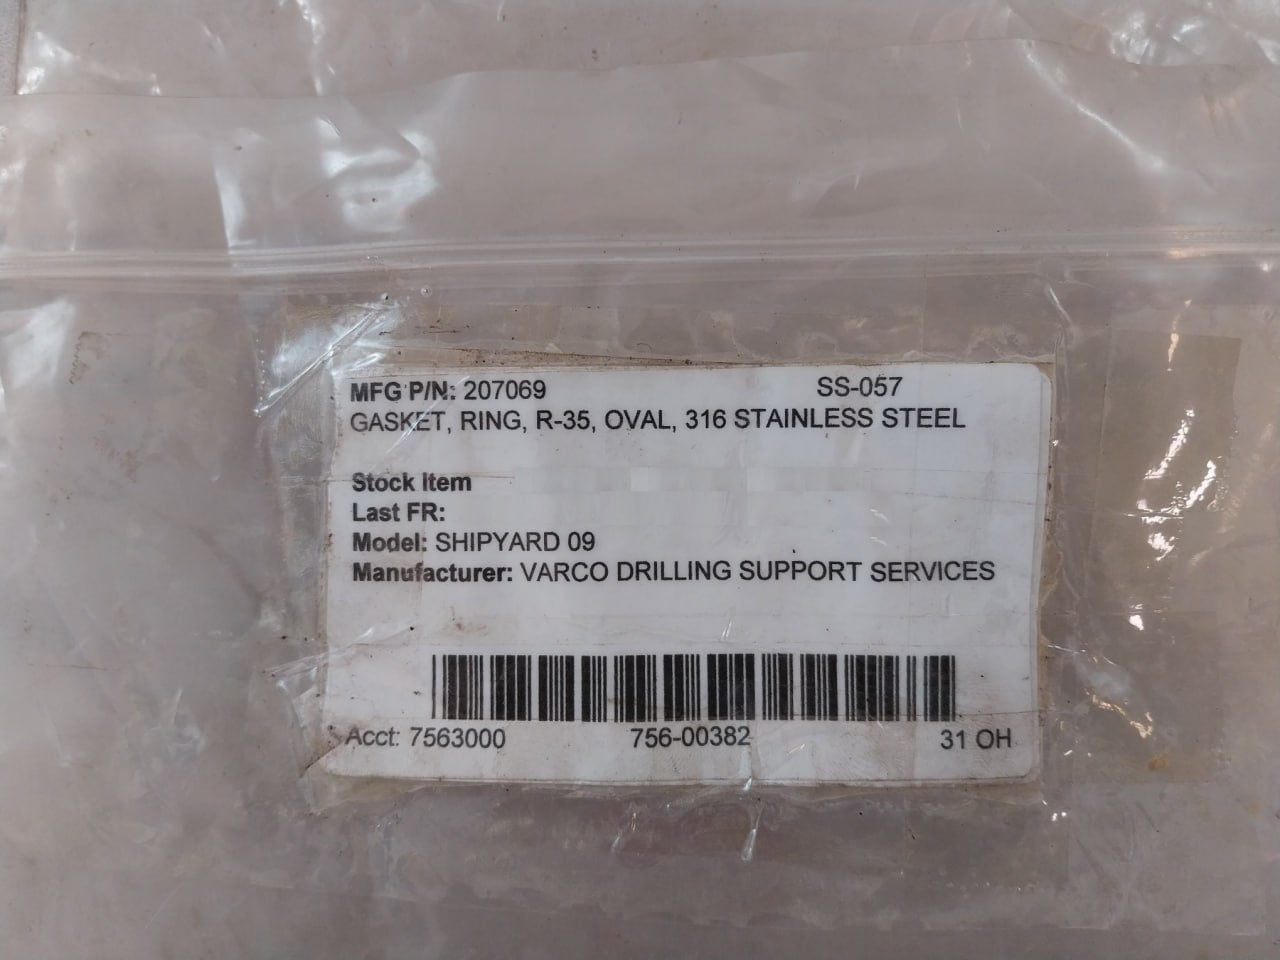 MFG P/N: 207069 SS-057
GASKET, RING, R-35, OVAL, 316 STAINLESS STEEL
Stock Item
Last FR:
Model: SHIPYARD 09
Manufacturer: VARCO DRILLING SUPPORT SERVICES
Acct: 7563000 756-00382 31 OH